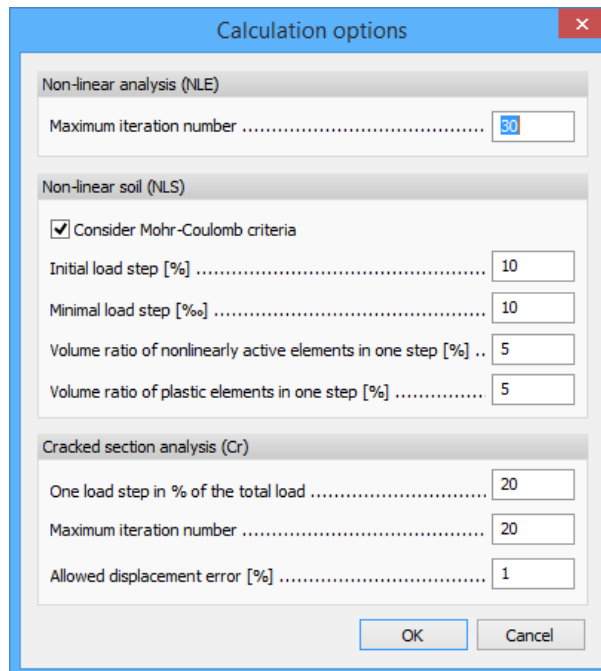 Calculation options
Non-linear analysis (NLE)
Maximum iteration number ............................................... 30
Non-linear soil (NLS)
Consider Mohr-Coulomb criteria
Initial load step [%] ........................................................ 10
Minimal load step [‰] ...................................................... 10
Volume ratio of nonlinearly active elements in one step [%] .. 5
Volume ratio of plastic elements in one step [%] ................. 5
Cracked section analysis (Cr)
One load step in % of the total load .................................. 20
Maximum iteration number ............................................... 20
Allowed displacement error [%] ........................................ 1
OK Cancel